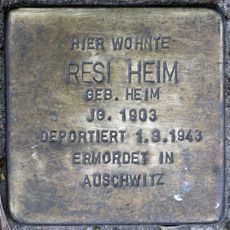 HIER WOHNTE
RESI HEIM
GEB. HEIM
JG. 1903
DEPORTIERT 1.3.1943
ERMORDET IN
AUSCHWITZ